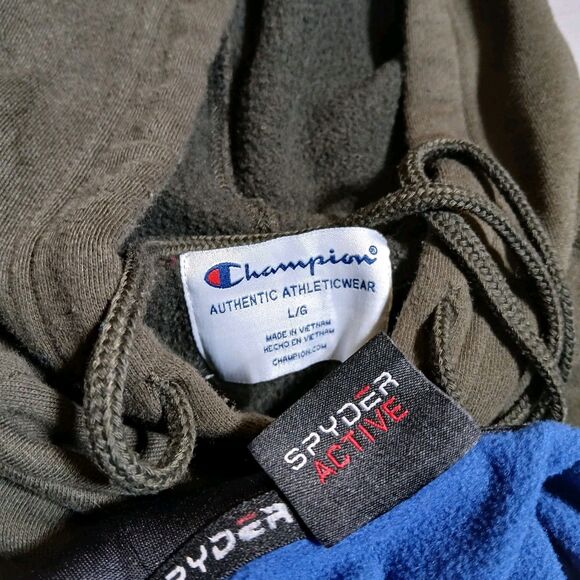 Champion®
AUTHENTIC ATHLETICWEAR
L/G
MADE IN VIETNAM
HECHO EN VIETNAM
CHAMPION.COM
SPYDER
ACTIVE
SPYDER